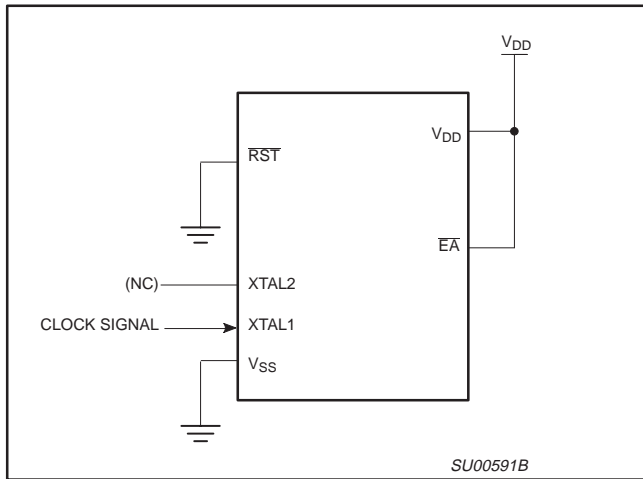 VDD
VDD
RST
EA
(NC)
XTAL2
CLOCK SIGNAL
XTAL1
VSS
SU00591B